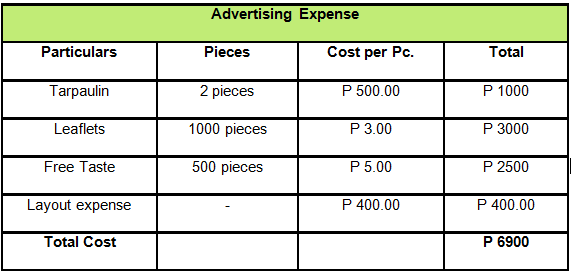 Advertising Expense
Particulars Pieces Cost per Pc. Total
Tarpaulin 2 pieces P 500.00 P 1000
Leaflets 1000 pieces P 3.00 P 3000
Free Taste 500 pieces P 5.00 P 2500
Layout expense - P 400.00 P 400.00
Total Cost P 6900